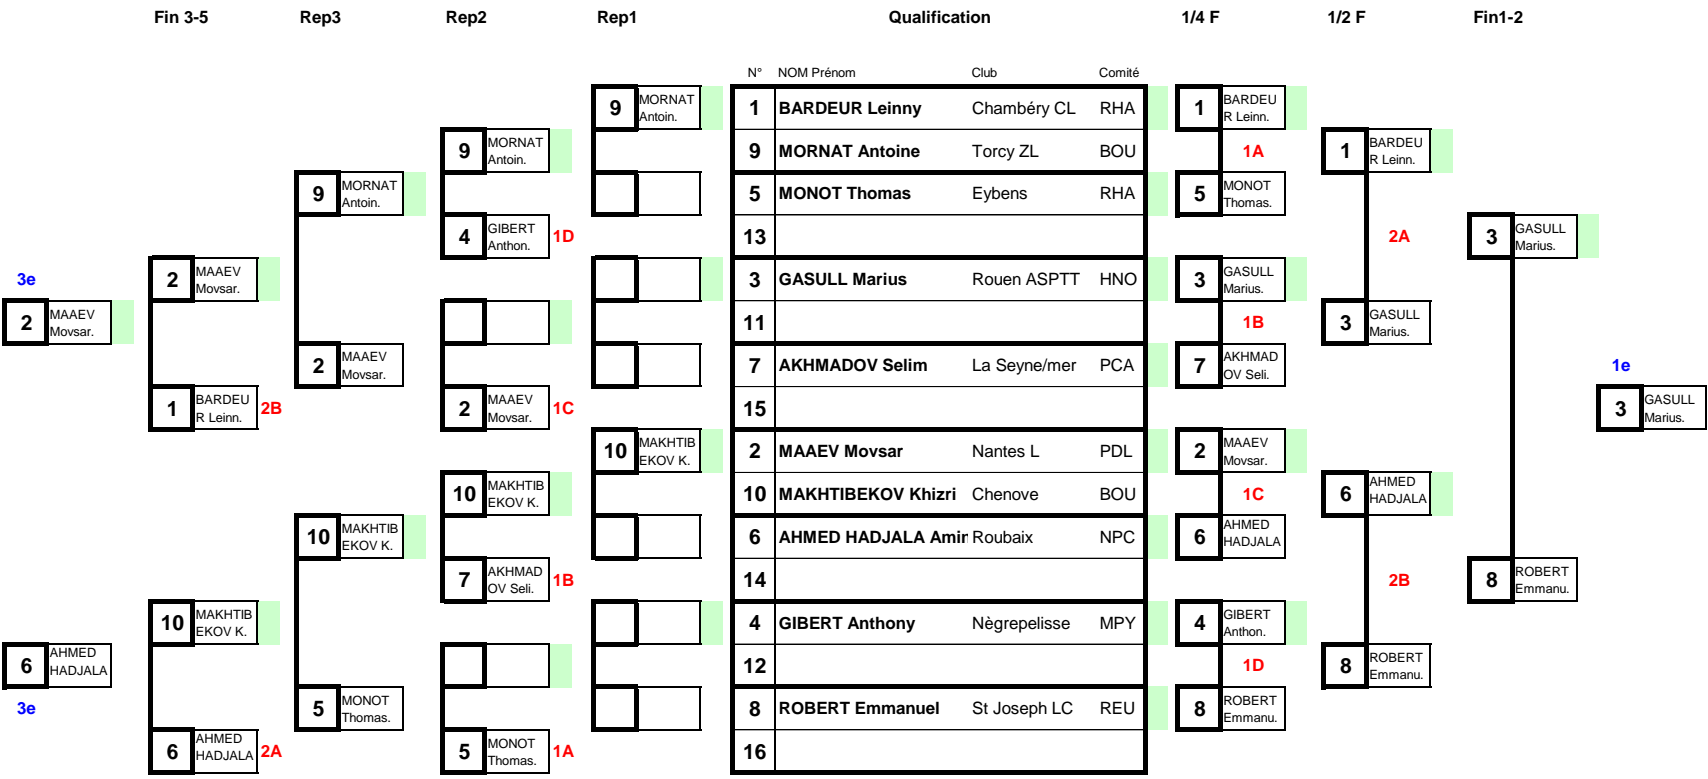 Fin 3-5 Rep3 Rep2 Rep1 Qualification 1/4 F 1/2 F Fin1-2
N° NOM Prénom Club Comité
9 MORNAT Antoin. 1 BARDEUR Leinny Chambéry CL RHA 1 BARDEU R Leinn.
9 MORNAT Antoin. 9 MORNAT Antoine Torcy ZL BOU 1A 1 BARDEU R Leinn.
9 MORNAT Antoin. 5 MONOT Thomas Eybens RHA 5 MONOT Thomas.
4 GIBERT Anthon. 1D 13 2A 3 GASULL Marius.
3e 2 MAAEV Movsar. 3 GASULL Marius Rouen ASPTT HNO 3 GASULL Marius.
2 MAAEV Movsar. 11 1B 3 GASULL Marius.
2 MAAEV Movsar. 7 AKHMADOV Selim La Seyne/mer PCA 7 AKHMAD OV Seli. 1e
1 BARDEU R Leinn. 2B 2 MAAEV Movsar. 1C 15 3 GASULL Marius.
10 MAKHTIB EKOV K. 2 MAAEV Movsar Nantes L PDL 2 MAAEV Movsar.
10 MAKHTIB EKOV K. 10 MAKHTIBEKOV Khizri Chenove BOU 1C 6 AHMED HADJALA
10 MAKHTIB EKOV K. 6 AHMED HADJALA Amir Roubaix NPC 6 AHMED HADJALA
7 AKHMAD OV Seli. 1B 14 2B 8 ROBERT Emmanu.
10 MAKHTIB EKOV K. 4 GIBERT Anthony Nègrepelisse MPY 4 GIBERT Anthon.
6 AHMED HADJALA 12 1D 8 ROBERT Emmanu.
3e 5 MONOT Thomas. 8 ROBERT Emmanuel St Joseph LC REU 8 ROBERT Emmanu.
6 AHMED HADJALA 2A 5 MONOT Thomas. 1A 16